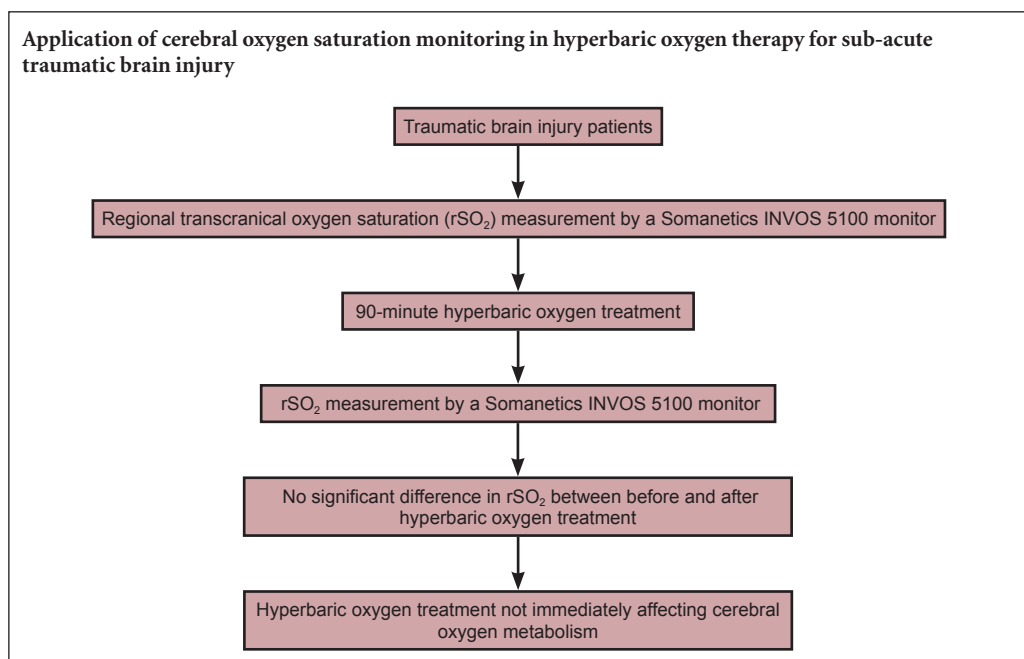 Application of cerebral oxygen saturation monitoring in hyperbaric oxygen therapy for sub-acute
traumatic brain injury
Traumatic brain injury patients
Regional transcranical oxygen saturation (rSO₂) measurement by a Somanetics INVOS 5100 monitor
90-minute hyperbaric oxygen treatment
rSO₂ measurement by a Somanetics INVOS 5100 monitor
No significant difference in rSO₂ between before and after
hyperbaric oxygen treatment
Hyperbaric oxygen treatment not immediately affecting cerebral
oxygen metabolism